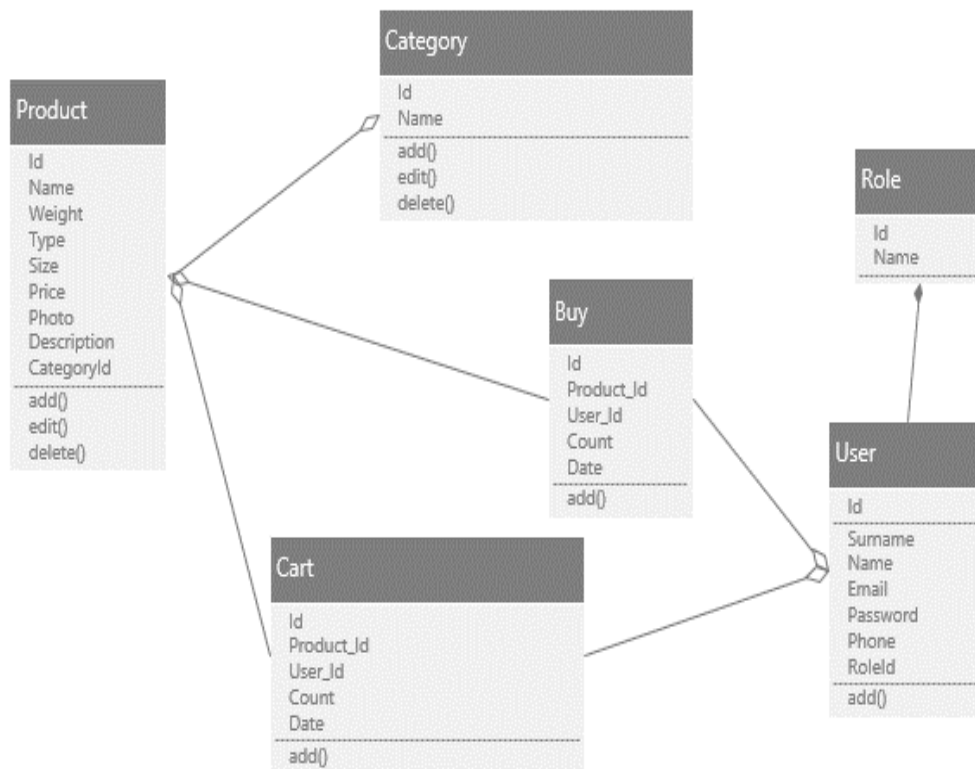 Product
Id
Name
Weight
Type
Size
Price
Photo
Description
CategoryId
add()
edit()
delete()
Category
Id
Name
add()
edit()
delete()
Buy
Id
Product_Id
User_Id
Count
Date
add()
Cart
Id
Product_Id
User_Id
Count
Date
add()
Role
Id
Name
User
Id
Surname
Name
Email
Password
Phone
RoleId
add()